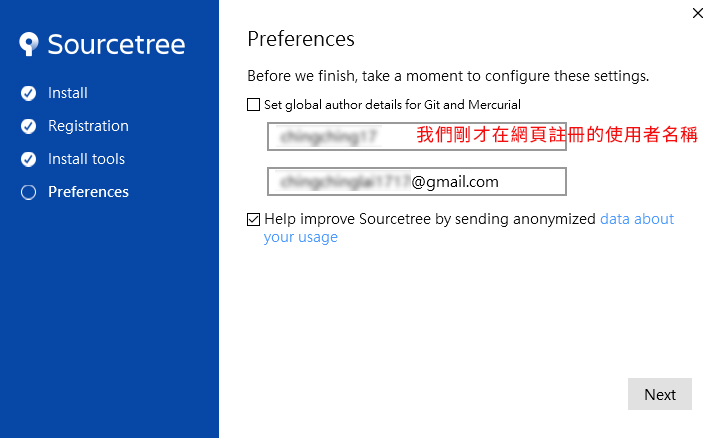 Sourcetree
Install
Registration
Install tools
Preferences
Preferences
Before we finish, take a moment to configure these settings.
Set global author details for Git and Mercurial
我們剛才在網頁註冊的使用者名稱
@gmail.com
Help improve Sourcetree by sending anonymized data about
your usage
Next